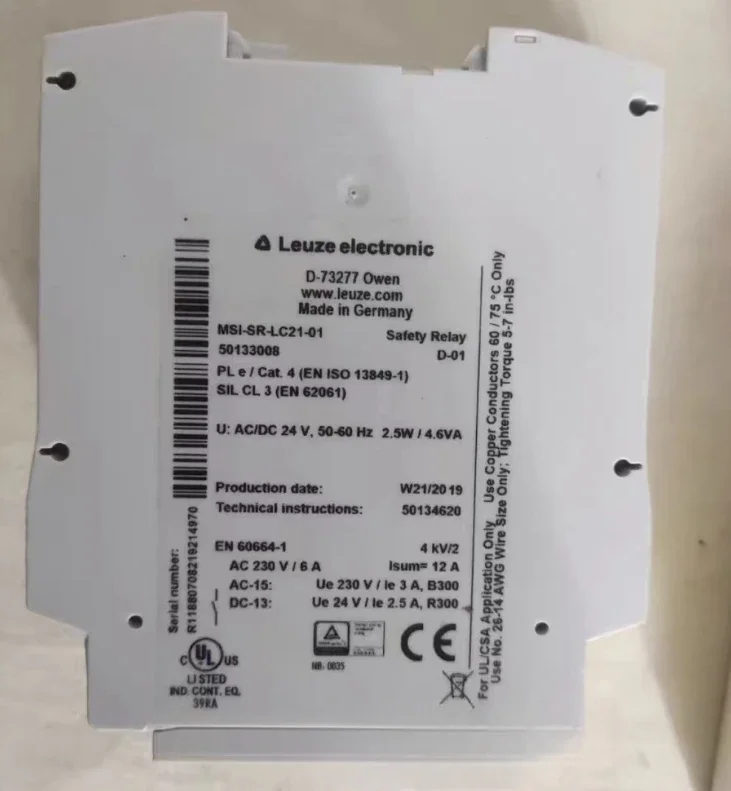 Leuze electronic
D-73277 Owen
www.leuze.com
Made in Germany
MSI-SR-LC21-01 Safety Relay
50133008 D-01
PL e / Cat. 4 (EN ISO 13849-1)
SIL CL 3 (EN 62061)
U: AC/DC 24 V, 50-60 Hz 2.5W / 4.6VA
Production date: W21/2019
Technical instructions: 50134620
EN 60664-1 4 kV/2
AC 230 V / 6 A Isum= 12 A
AC-15: Ue 230 V / Ie 3 A, B300
DC-13: Ue 24 V / Ie 2.5 A, R300
Serial number:
R11880708219214970
C UL US
LISTED
IND. CONT. EQ.
39RA
NB: 0035
CE
For UL/CSA Application Only Use Copper Conductors 60 / 75 °C Only
Use No. 26-14 AWG Wire Size Only; Tightening Torque 5-7 in-lbs